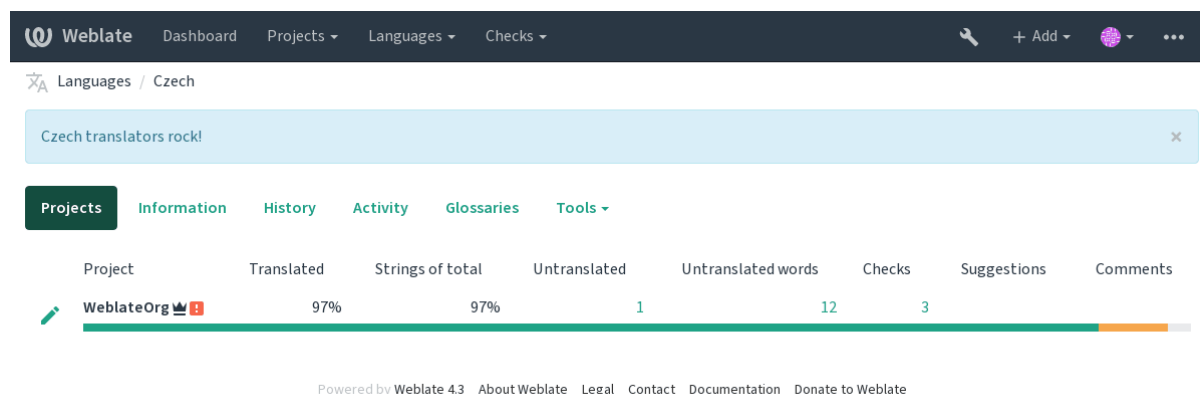 Weblate Dashboard Projects Languages Checks + Add
Languages / Czech
Czech translators rock! ×
Projects Information History Activity Glossaries Tools
Project Translated Strings of total Untranslated Untranslated words Checks Suggestions Comments
WeblateOrg 97% 97% 1 12 3
Powered by Weblate 4.3 About Weblate Legal Contact Documentation Donate to Weblate